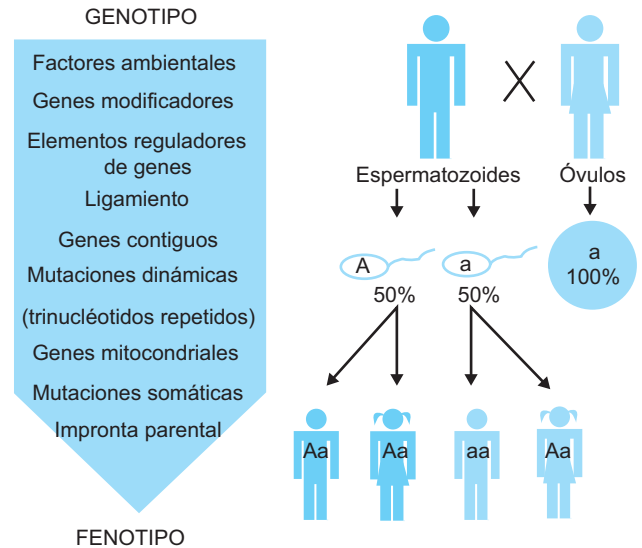 GENOTIPO
Factores ambientales
Genes modificadores
Elementos reguladores
de genes
Ligamiento
Genes contiguos
Mutaciones dinámicas
(trinucleótidos repetidos)
Genes mitocondriales
Mutaciones somáticas
Impronta parental
FENOTIPO
Espermatozoides
Óvulos
A
a
a
100%
50%
50%
Aa
Aa
aa
Aa